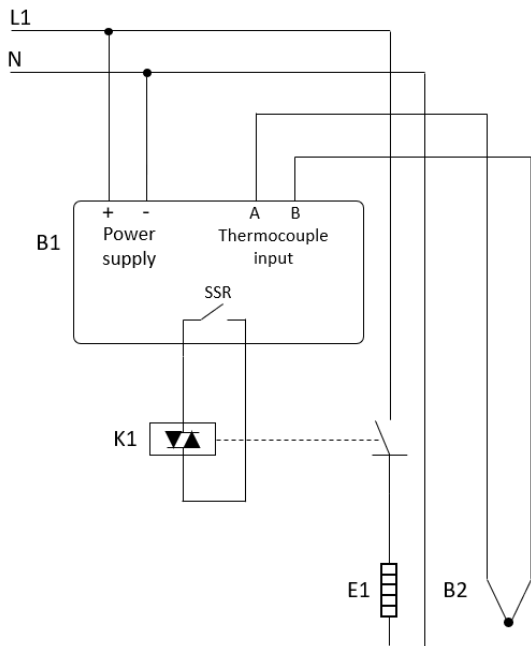 L1
N
+ - A B
B1 Power supply
Thermocouple input
SSR
K1
E1 B2